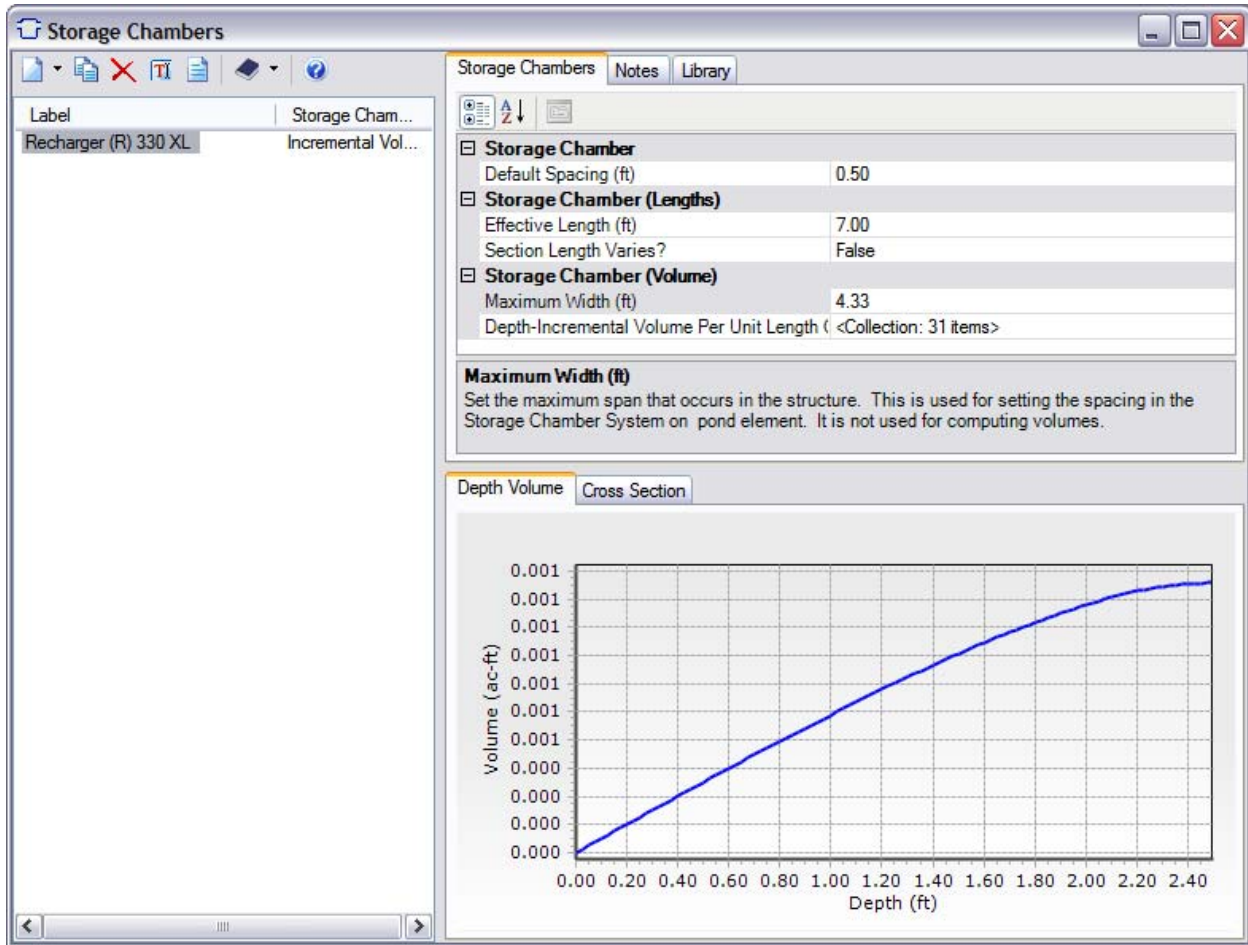 Storage Chambers
Label Storage Cham...
Recharger (R) 330 XL Incremental Vol...
Storage Chambers Notes Library
Storage Chamber
Default Spacing (ft) 0.50
Storage Chamber (Lengths)
Effective Length (ft) 7.00
Section Length Varies? False
Storage Chamber (Volume)
Maximum Width (ft) 4.33
Depth-Incremental Volume Per Unit Length ( <Collection: 31 items>
Maximum Width (ft)
Set the maximum span that occurs in the structure. This is used for setting the spacing in the
Storage Chamber System on pond element. It is not used for computing volumes.
Depth Volume Cross Section
Volume (ac-ft)
0.001
0.001
0.001
0.001
0.001
0.001
0.001
0.000
0.000
0.000
0.000
0.00 0.20 0.40 0.60 0.80 1.00 1.20 1.40 1.60 1.80 2.00 2.20 2.40
Depth (ft)